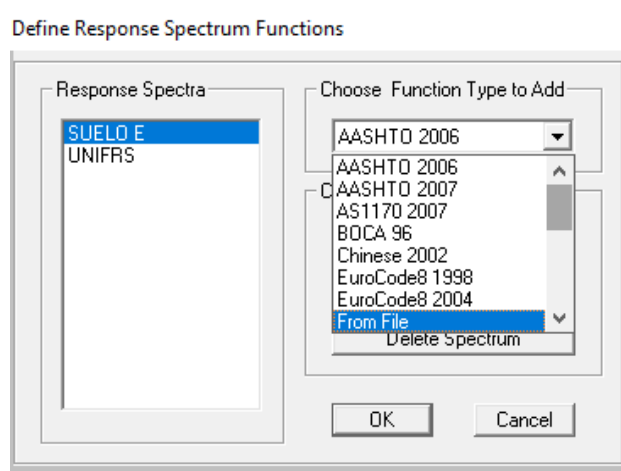 Define Response Spectrum Functions
Response Spectra
SUELO E
UNIFRS
Choose Function Type to Add
AASHTO 2006
AASHTO 2006
AASHTO 2007
AS1170 2007
BOCA 96
Chinese 2002
EuroCode8 1998
EuroCode8 2004
From File
Delete Spectrum
OK
Cancel